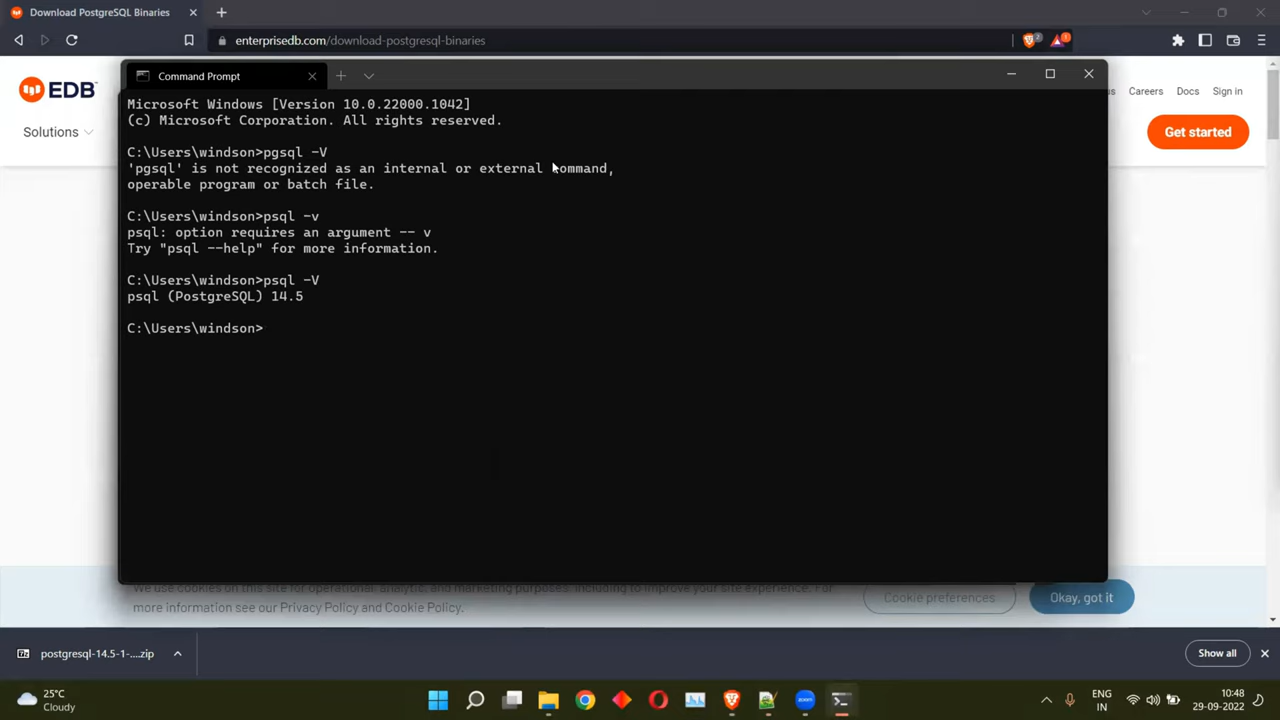 Download PostgreSQL Binaries
enterprisedb.com/download-postgresql-binaries
2
1
Command Prompt
EDB
us
Careers
Docs
Sign in
Solutions
Get started
Microsoft Windows [Version 10.0.22000.1042]
(c) Microsoft Corporation. All rights reserved.
C:\Users\windson>pgsql -V
'pgsql' is not recognized as an internal or external command,
operable program or batch file.
C:\Users\windson>psql -v
psql: option requires an argument -- v
Try "psql --help" for more information.
C:\Users\windson>psql -V
psql (PostgreSQL) 14.5
C:\Users\windson>
We use cookies on this site for operational, analytic, and marketing purposes, including to improve your site experience. For
more information see our Privacy Policy and Cookie Policy.
Cookie preferences
Okay, got it
postgresql-14.5-1-....zip
Show all
25°C
Cloudy
zoom
ENG
IN
10:48
29-09-2022